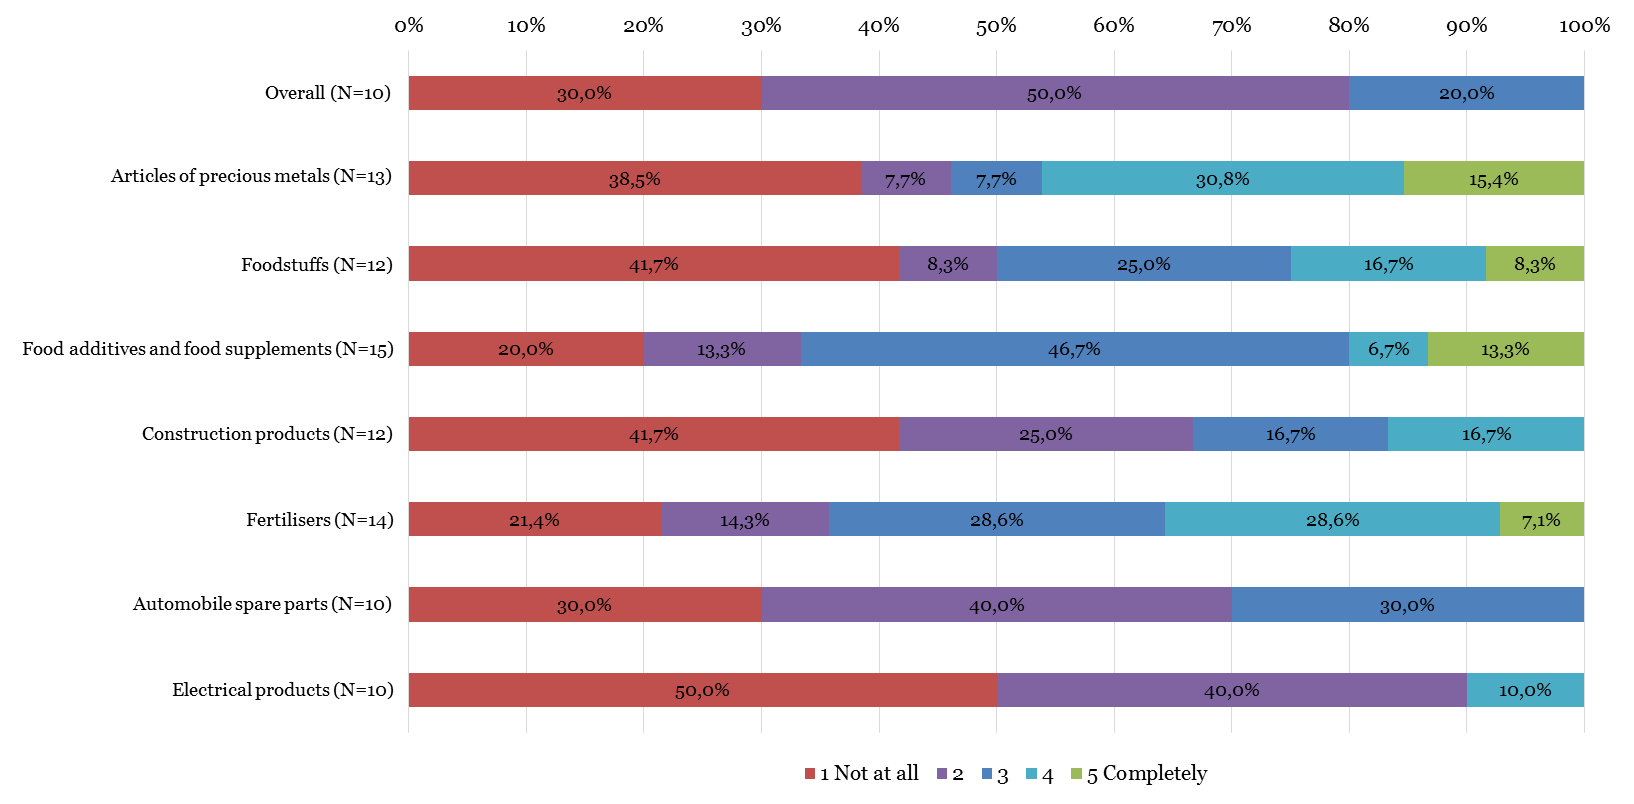 0% 10% 20% 30% 40% 50% 60% 70% 80% 90% 100%
Overall (N=10) 30,0% 50,0% 20,0%
Articles of precious metals (N=13) 38,5% 7,7% 7,7% 30,8% 15,4%
Foodstuffs (N=12) 41,7% 8,3% 25,0% 16,7% 8,3%
Food additives and food supplements (N=15) 20,0% 13,3% 46,7% 6,7% 13,3%
Construction products (N=12) 41,7% 25,0% 16,7% 16,7%
Fertilisers (N=14) 21,4% 14,3% 28,6% 28,6% 7,1%
Automobile spare parts (N=10) 30,0% 40,0% 30,0%
Electrical products (N=10) 50,0% 40,0% 10,0%
1 Not at all 2 3 4 5 Completely